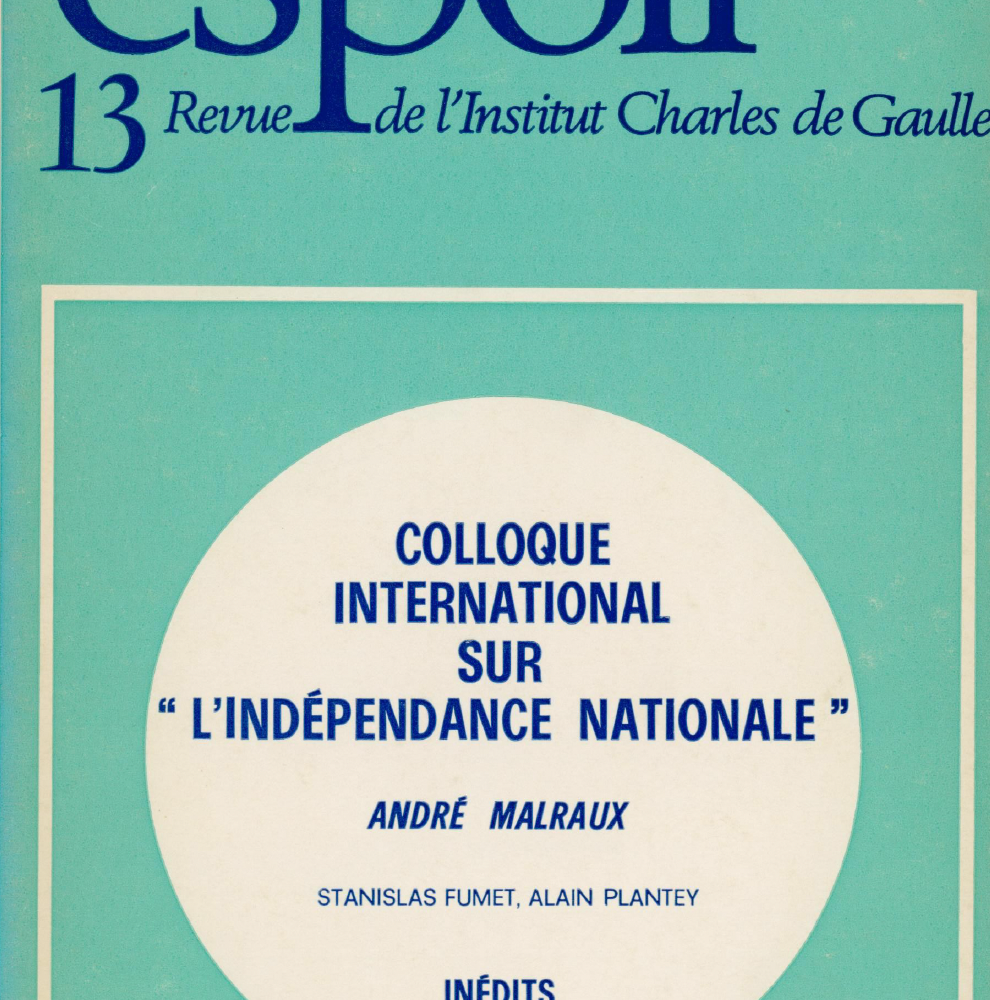 espoir
13 Revue de l'Institut Charles de Gaulle
COLLOQUE
INTERNATIONAL
SUR
“ L'INDÉPENDANCE NATIONALE ”
ANDRÉ MALRAUX
STANISLAS FUMET, ALAIN PLANTEY
INÉDITS